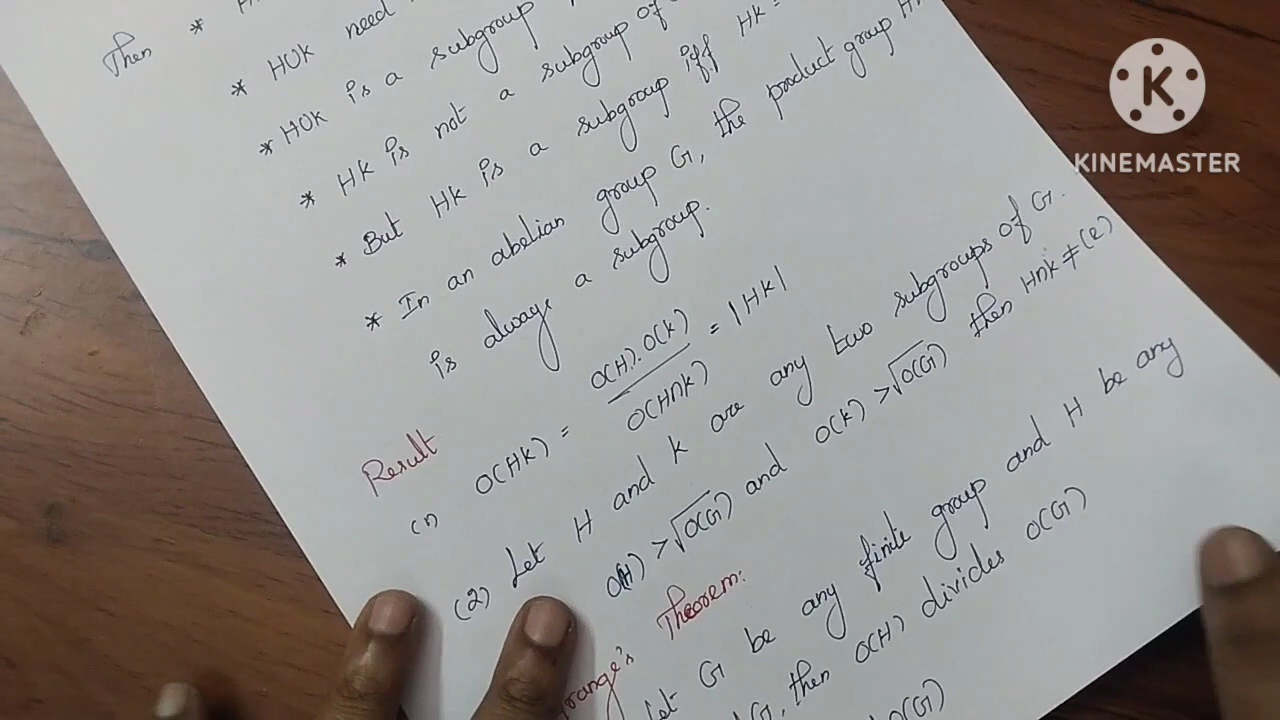 Then *
* HUK need
* HUK is a subgroup
* HK is not a subgroup of
* But HK is a subgroup iff HK =
* In an abelian group G, the product group
is always a subgroup.
Result
(1) O(HK) = O(H).O(K) / O(H∩K) = |HK|
(2) Let H and K are any two subgroups of G.
O(H) > √O(G) and O(K) > √O(G) then H∩K ≠ (e)
Theorem:
Let G be any finite group and H be any
then O(H) divides O(G)
O(G)
K
KINEMASTER